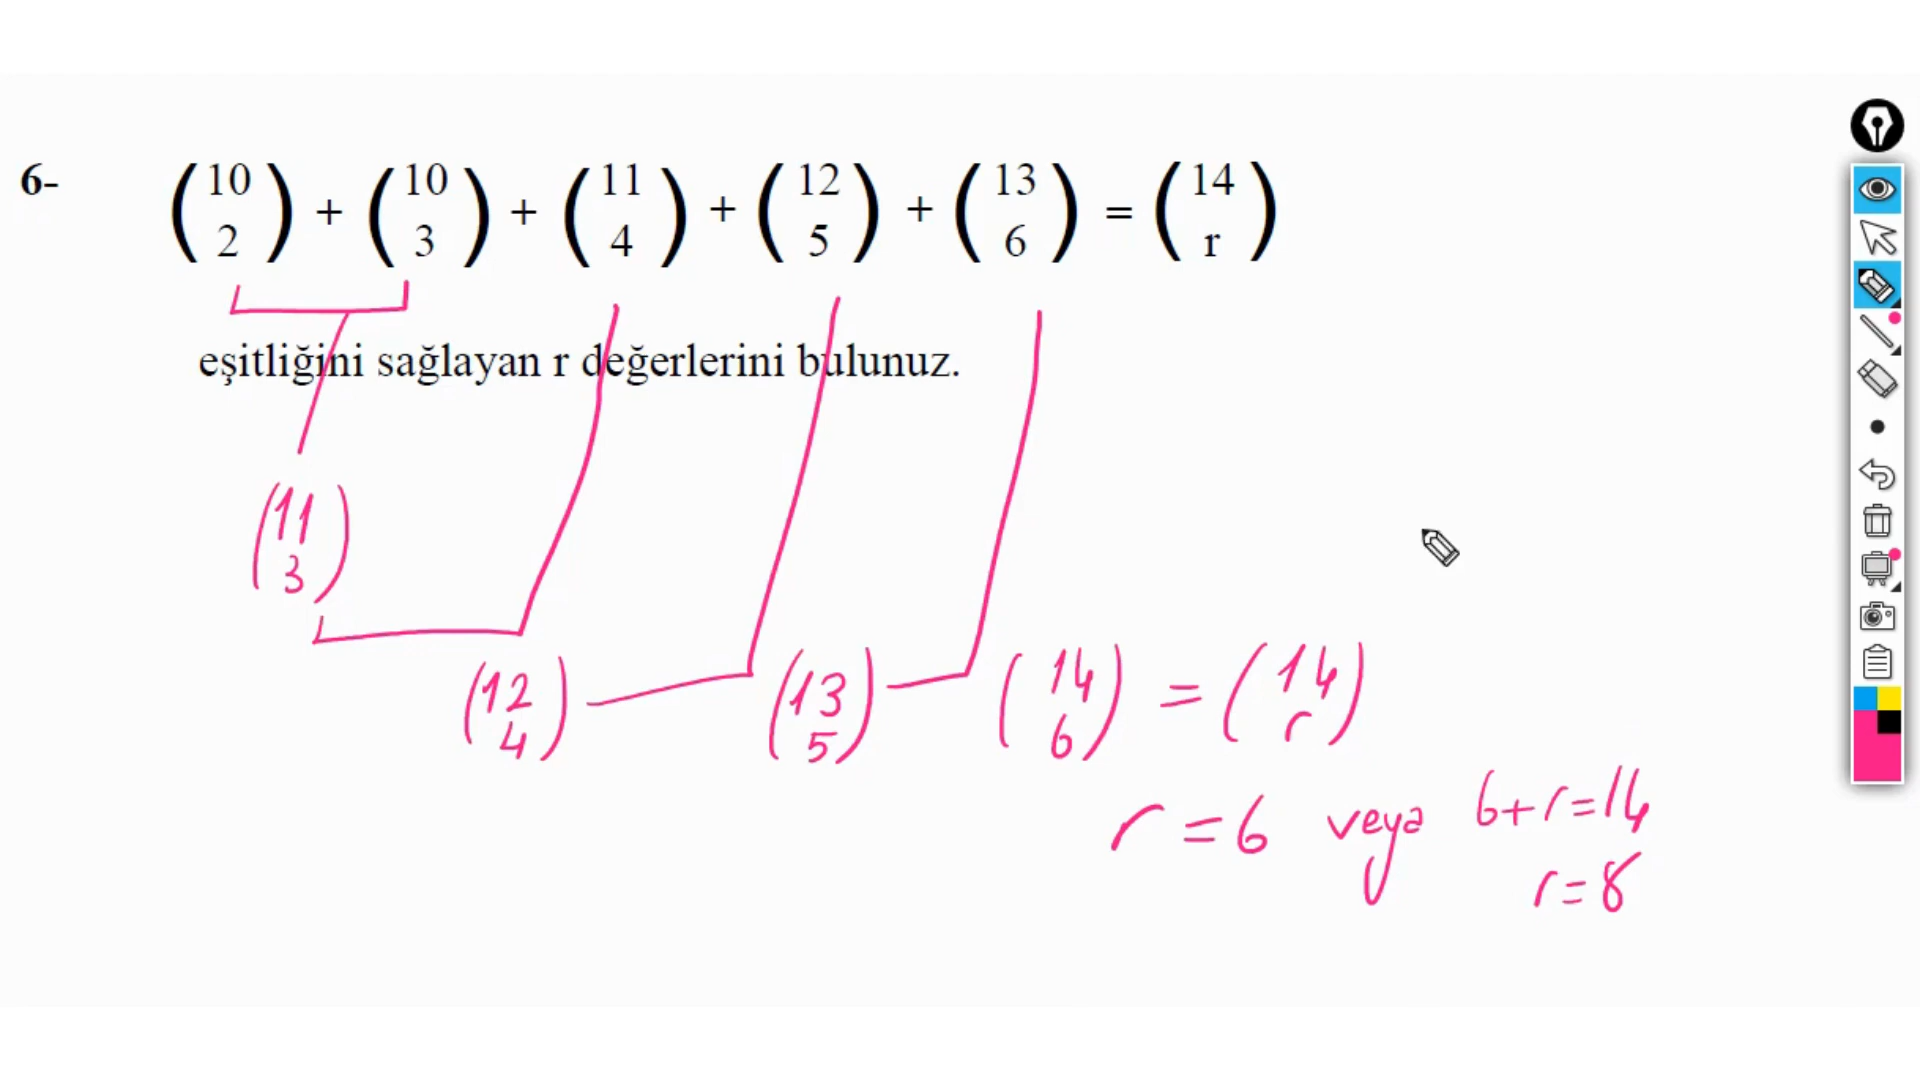 6- (10 2) + (10 3) + (11 4) + (12 5) + (13 6) = (14 r)
eşitliğini sağlayan r değerlerini bulunuz.
(11 3)
(12 4) (13 5) (14 6) = (14 r)
r = 6 veya 6+r=14
r=8